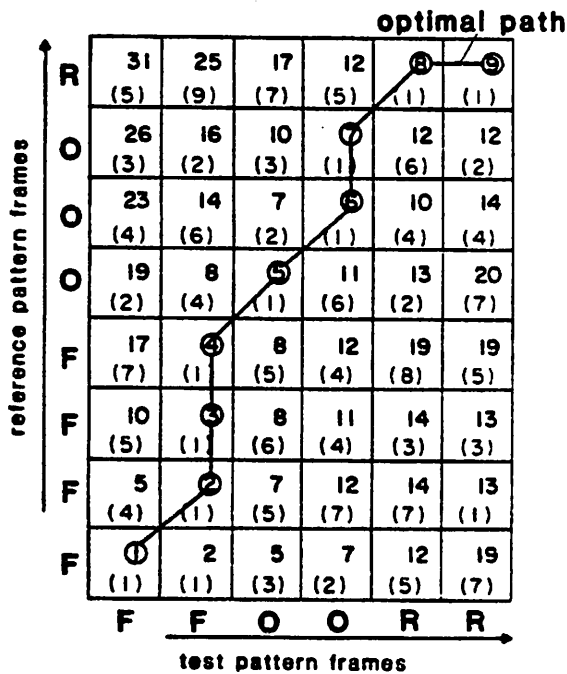 optimal path
R 31 25 17 12 8 9
(5) (9) (7) (5) (1) (1)
O 26 16 10 7 12 12
(3) (2) (3) (1) (6) (2)
O 23 14 7 6 10 14
(4) (6) (2) (1) (4) (4)
O 19 8 5 11 13 20
(2) (4) (1) (6) (2) (7)
F 17 4 8 12 19 19
(7) (1) (5) (4) (8) (5)
F 10 3 8 11 14 13
(5) (1) (6) (4) (3) (3)
F 5 2 7 12 14 13
(4) (1) (5) (7) (7) (1)
F 1 2 5 7 12 19
(1) (1) (3) (2) (5) (7)
F F O O R R
test pattern frames
reference pattern frames